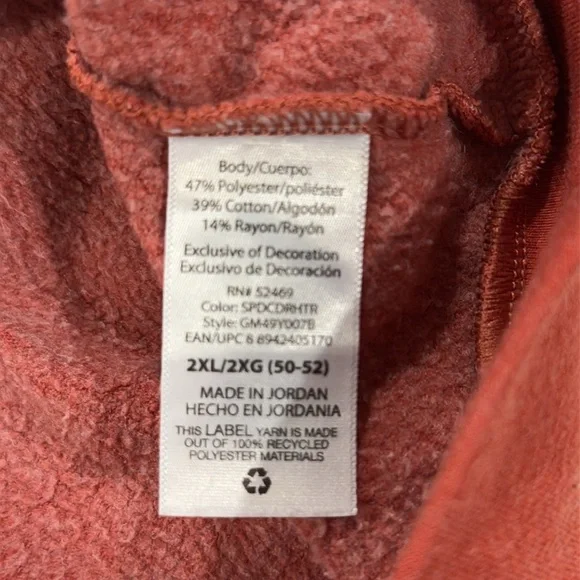 Body/Cuerpo:
47% Polyester/poliéster
39% Cotton/Algodón
14% Rayon/Rayón
Exclusive of Decoration
Exclusivo de Decoración
RN# 52469
Color: SPDCDRHTR
Style: GM49Y007B
EAN/UPC 8 8942405170
2XL/2XG (50-52)
MADE IN JORDAN
HECHO EN JORDANIA
THIS LABEL YARN IS MADE
OUT OF 100% RECYCLED
POLYESTER MATERIALS